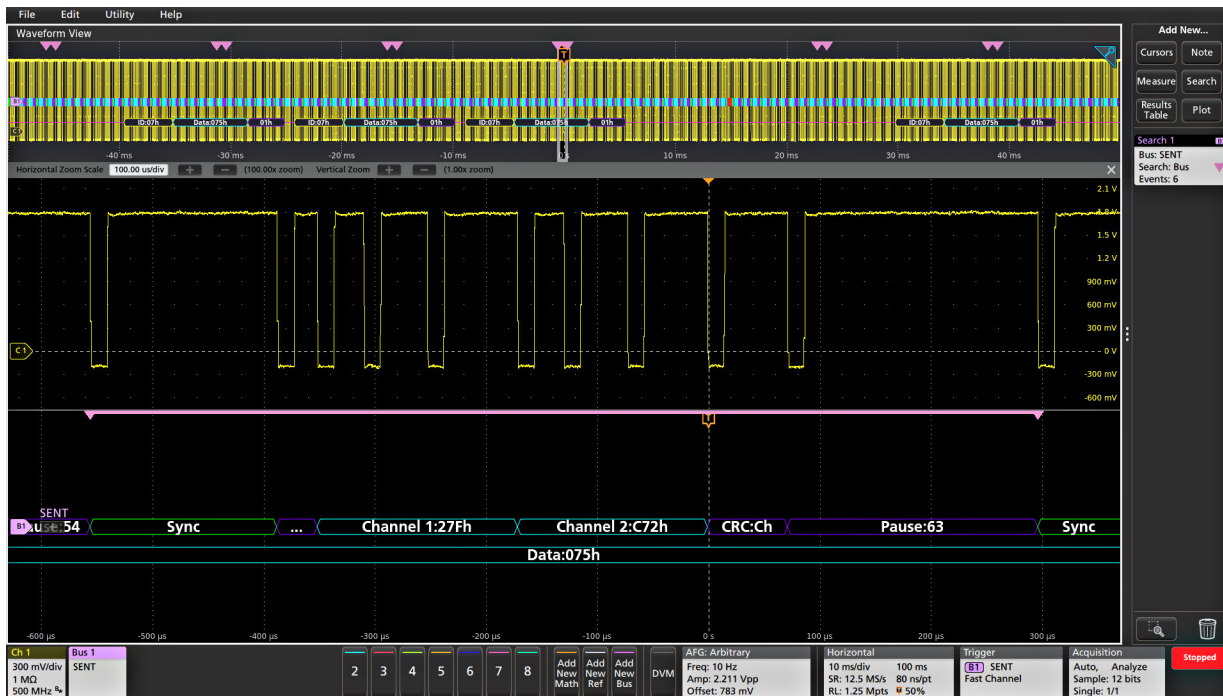 File Edit Utility Help
Waveform View
Add New...
Cursors Note
Measure Search
Results Table Plot
Search 1
Bus: SENT
Search: Bus
Events: 6
T
B1
ID:07h Data:075h 01h ID:07h Data:075h 01h ID:07h Data:075h 01h ID:07h Data:075h 01h
-40 ms -30 ms -20 ms -10 ms 10 ms 20 ms 30 ms 40 ms
Horizontal Zoom Scale 100.00 us/div + − (100.00x zoom) Vertical Zoom + − (1.00x zoom) X
2.1 V
1.8 V
1.5 V
1.2 V
900 mV
600 mV
300 mV
C 1
0 V
-300 mV
-600 mV
T
SENT
B1 use:54 Sync ... Channel 1:27Fh Channel 2:C72h CRC:Ch Pause:63 Sync
Data:075h
-600 µs -500 µs -400 µs -300 µs -200 µs -100 µs 0 s 100 µs 200 µs 300 µs
Ch 1
300 mV/div
1 MΩ
500 MHz Bw
Bus 1
SENT
2 3 4 5 6 7 8
Add New Math
Add New Ref
Add New Bus
DVM
AFG: Arbitrary
Freq: 10 Hz
Amp: 2.211 Vpp
Offset: 783 mV
Horizontal
10 ms/div 100 ms
SR: 12.5 MS/s 80 ns/pt
RL: 1.25 Mpts 50%
Trigger
B1 SENT
Fast Channel
Acquisition
Auto, Analyze
Sample: 12 bits
Single: 1/1
Stopped